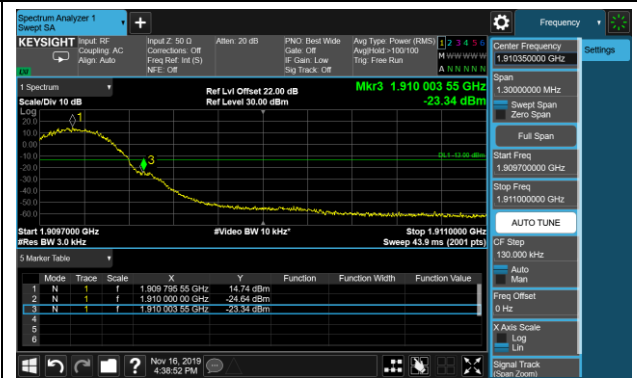 Spectrum Analyzer 1
Swept SA
Frequency
KEYSIGHT
Input: RF
Coupling: AC
Align: Auto
Input Z: 50 Ω
Corrections: Off
Freq Ref: Int (S)
NFE: Off
Atten: 20 dB
PNO: Best Wide
Gate: Off
IF Gain: Low
Sig Track: Off
Avg Type: Power (RMS)
Avg|Hold:>100/100
Trig: Free Run
1 2 3 4 5 6
M W W W W W
A N N N N N
Settings
Center Frequency
1.910350000 GHz
Span
1.30000000 MHz
Swept Span
Zero Span
Full Span
Start Freq
1.909700000 GHz
Stop Freq
1.911000000 GHz
AUTO TUNE
CF Step
130.000 kHz
Auto
Man
Freq Offset
0 Hz
X Axis Scale
Log
Lin
Signal Track
(Span Zoom)
1 Spectrum
Scale/Div 10 dB
Ref Lvl Offset 22.00 dB
Ref Level 30.00 dBm
Mkr3 1.910 003 55 GHz
-23.34 dBm
Log
20.0
10.0
0.00
-10.0
-20.0
-30.0
-40.0
-50.0
-60.0
1
3
DL1 -13.00 dBm
Start 1.9097000 GHz
#Res BW 3.0 kHz
#Video BW 10 kHz*
Stop 1.9110000 GHz
Sweep 43.9 ms (2001 pts)
5 Marker Table
Mode Trace Scale X Y Function Function Width Function Value
1 N 1 f 1.909 795 55 GHz 14.74 dBm
2 N 1 f 1.910 000 00 GHz -24.64 dBm
3 N 1 f 1.910 003 55 GHz -23.34 dBm
4
5
6
Nov 16, 2019
4:38:52 PM